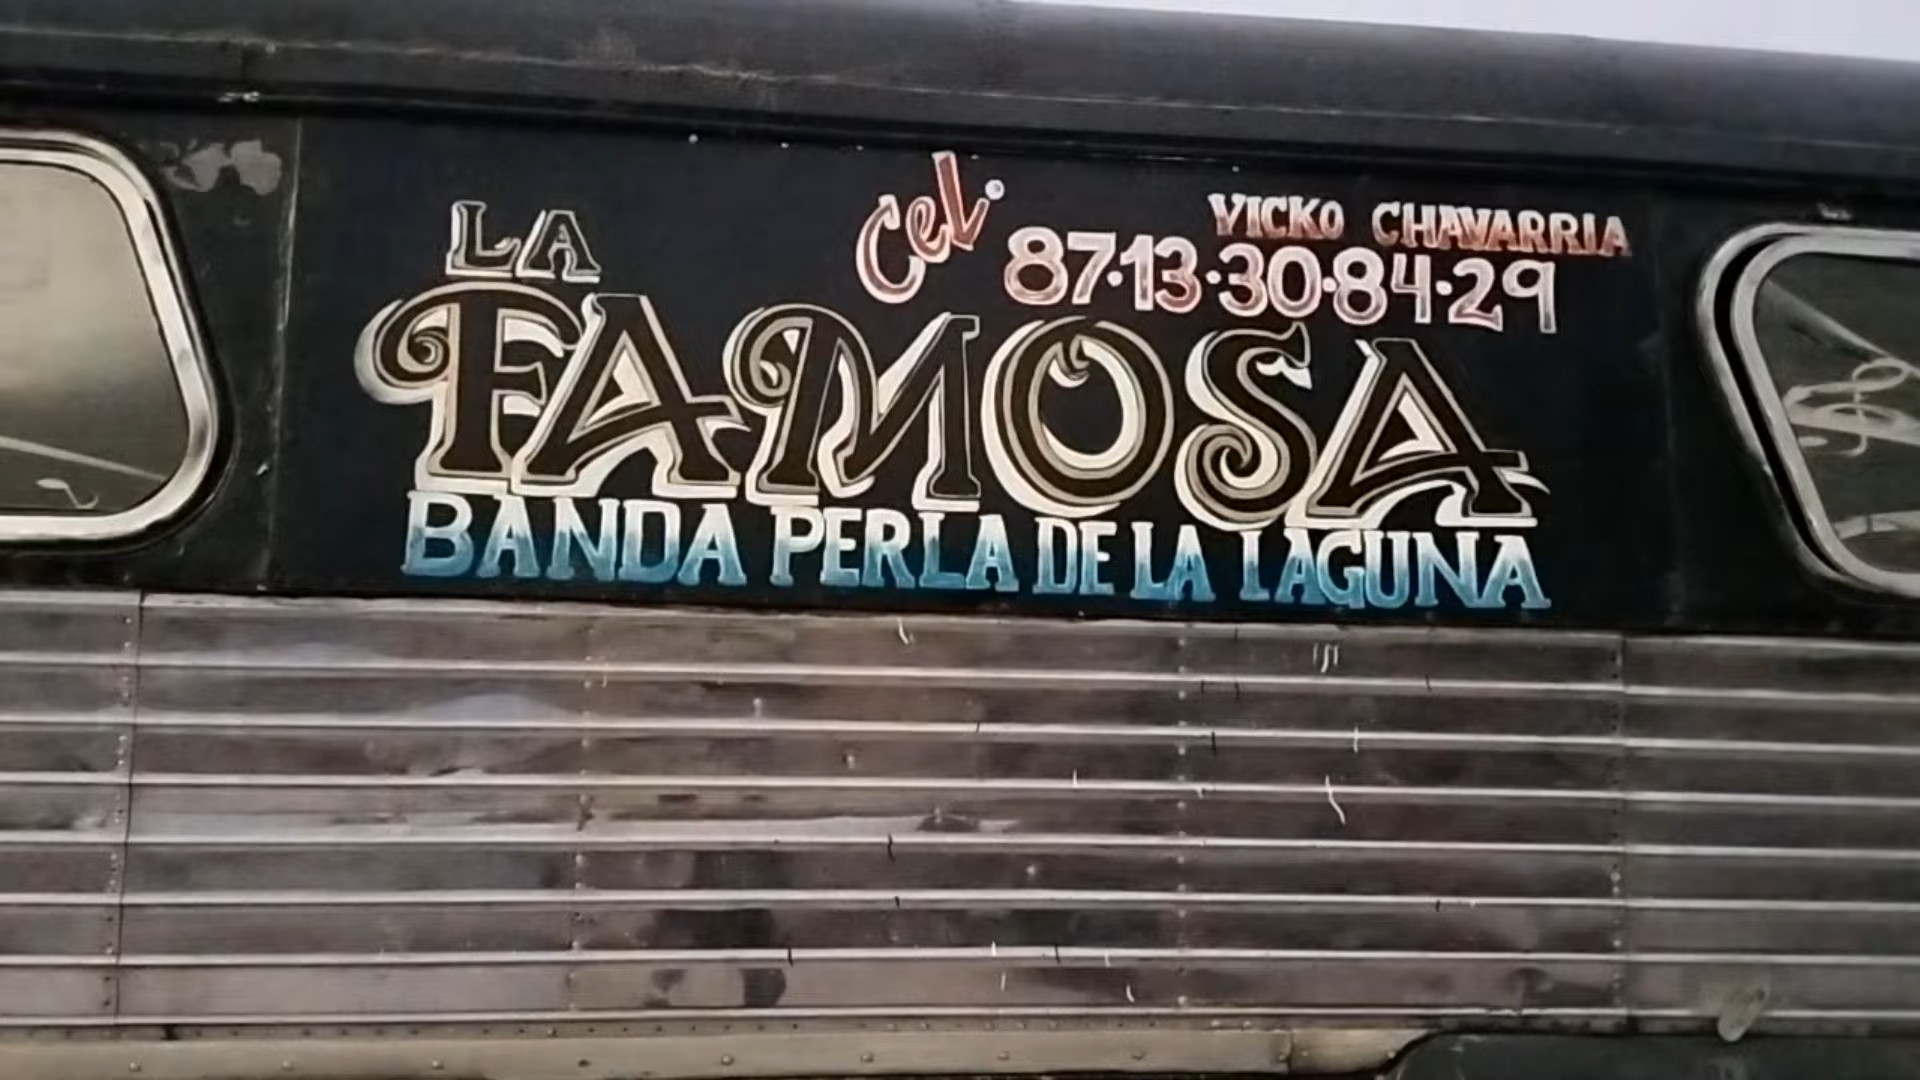 LA
FAMOSA
Cel.
VICKO CHAVARRIA
87·13·30·84·29
BANDA PERLA DE LA LAGUNA